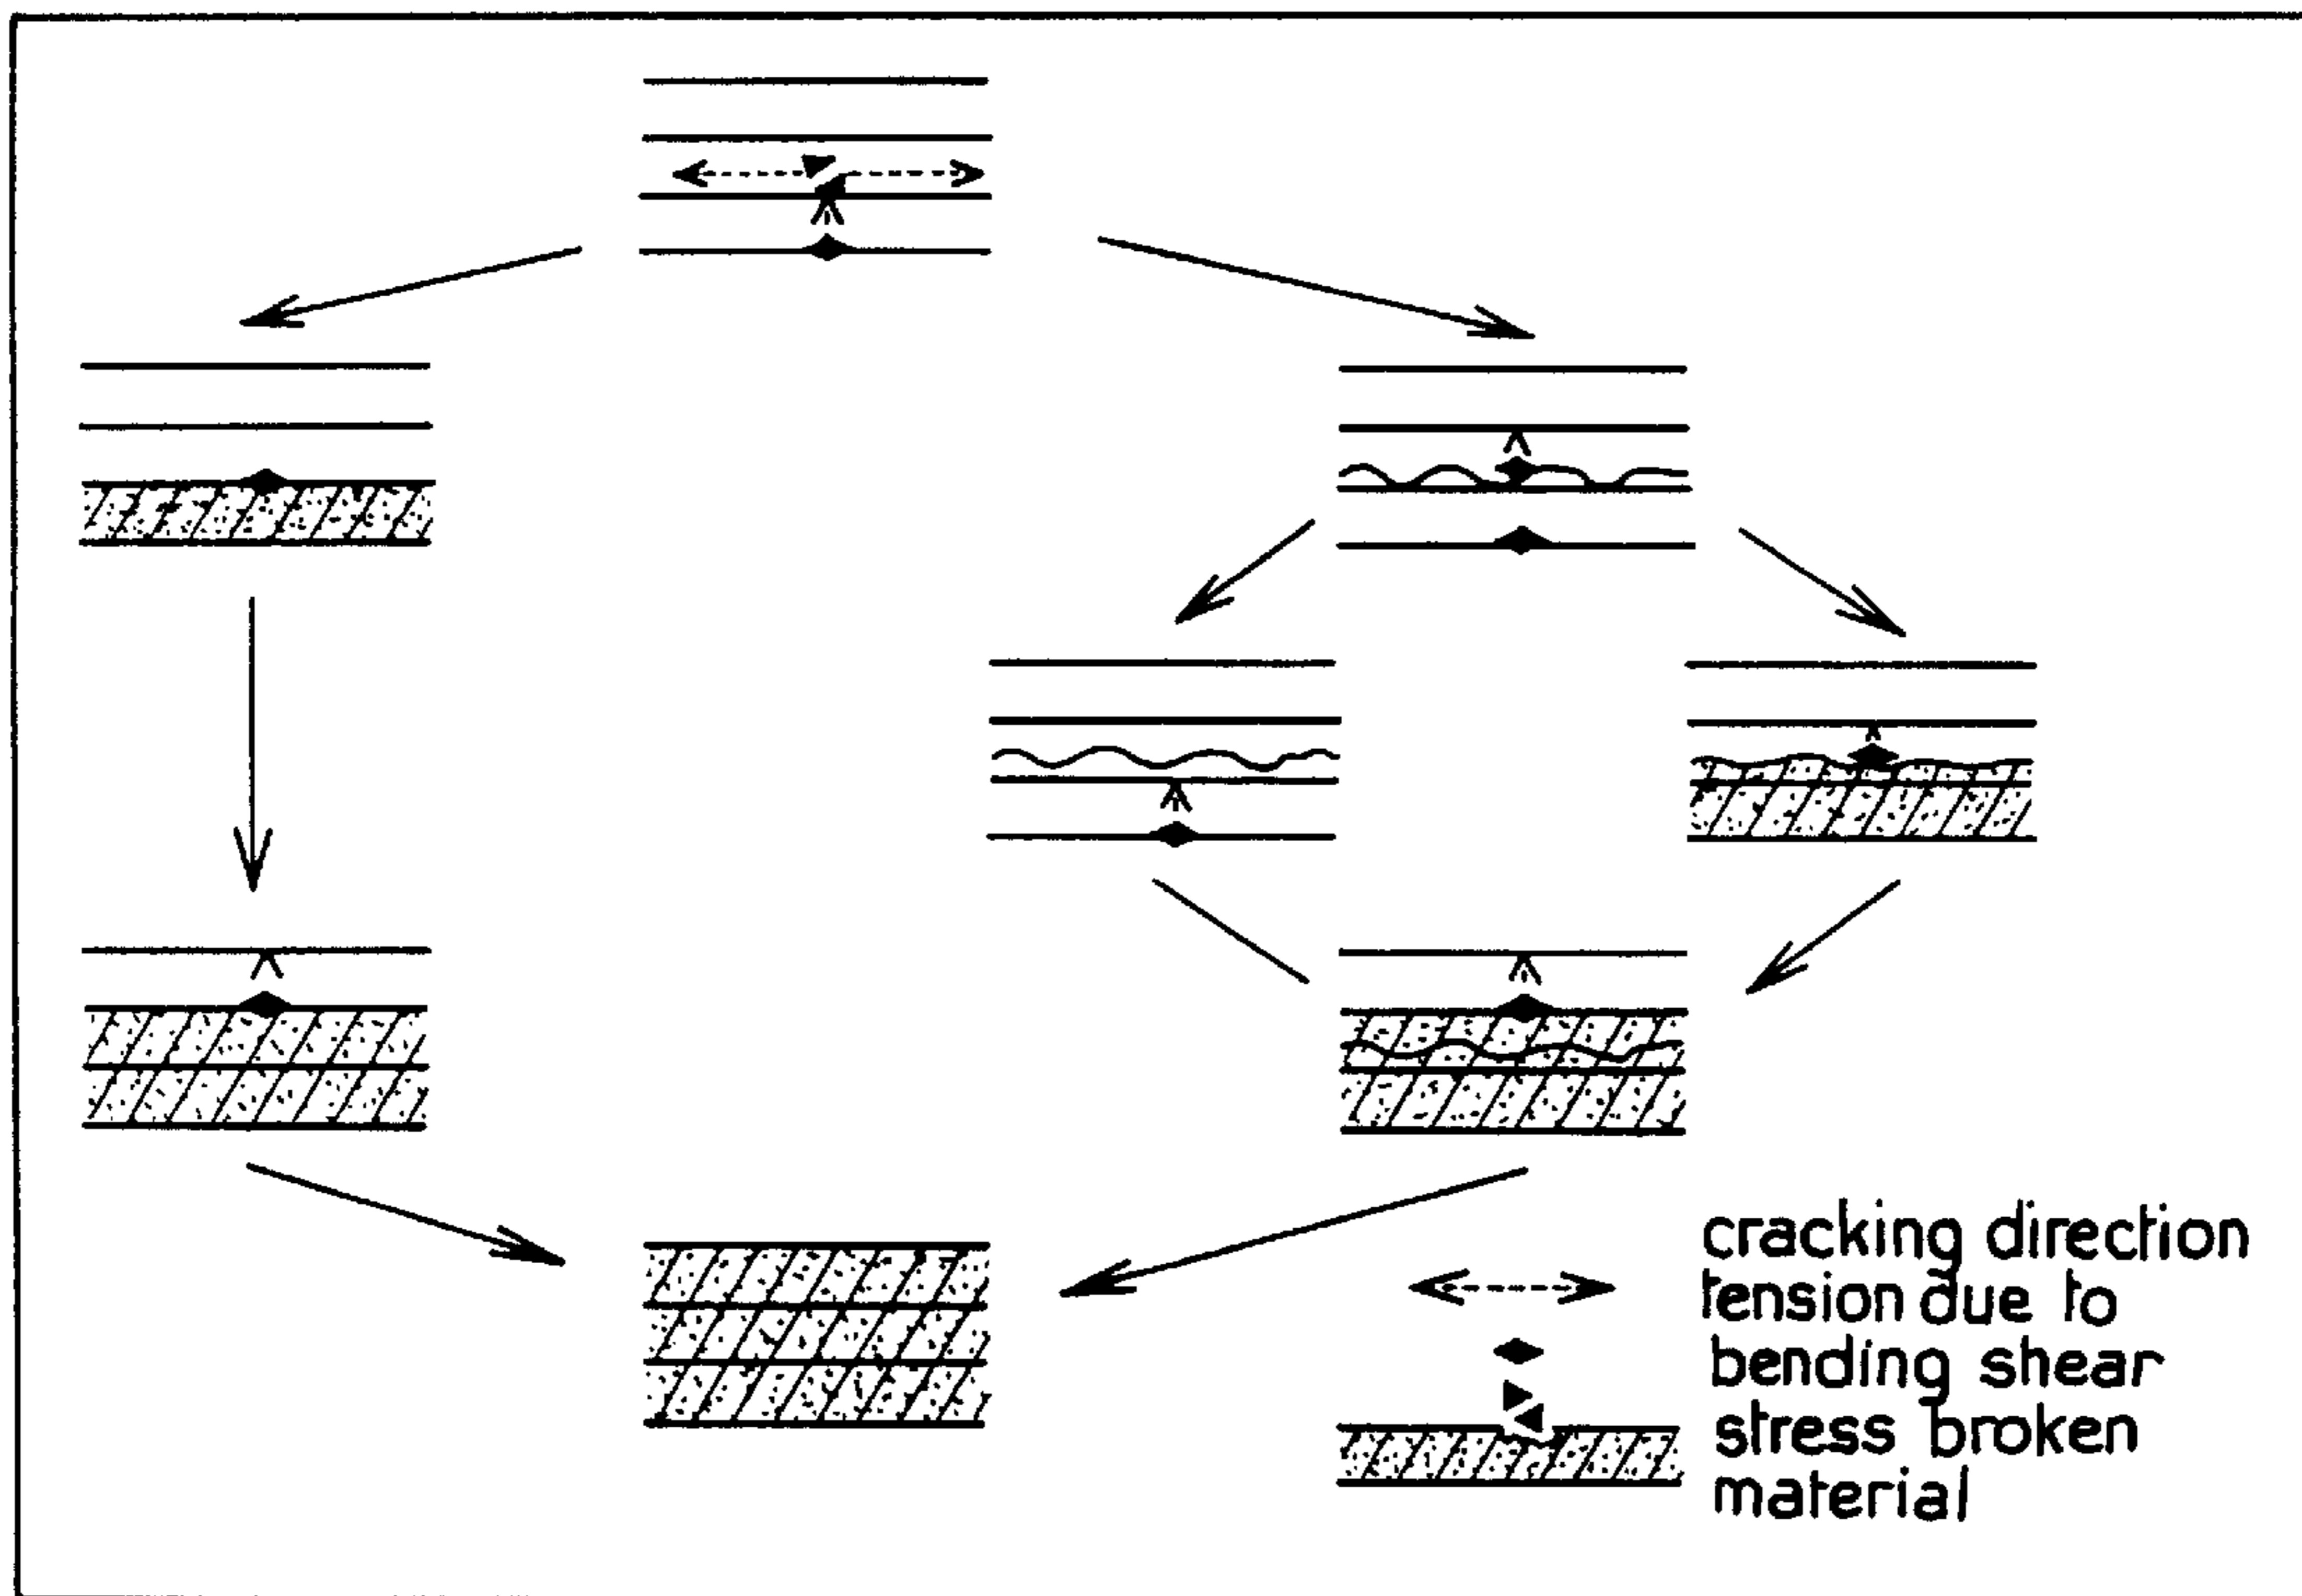 cracking direction
tension due to
bending shear
stress broken
material